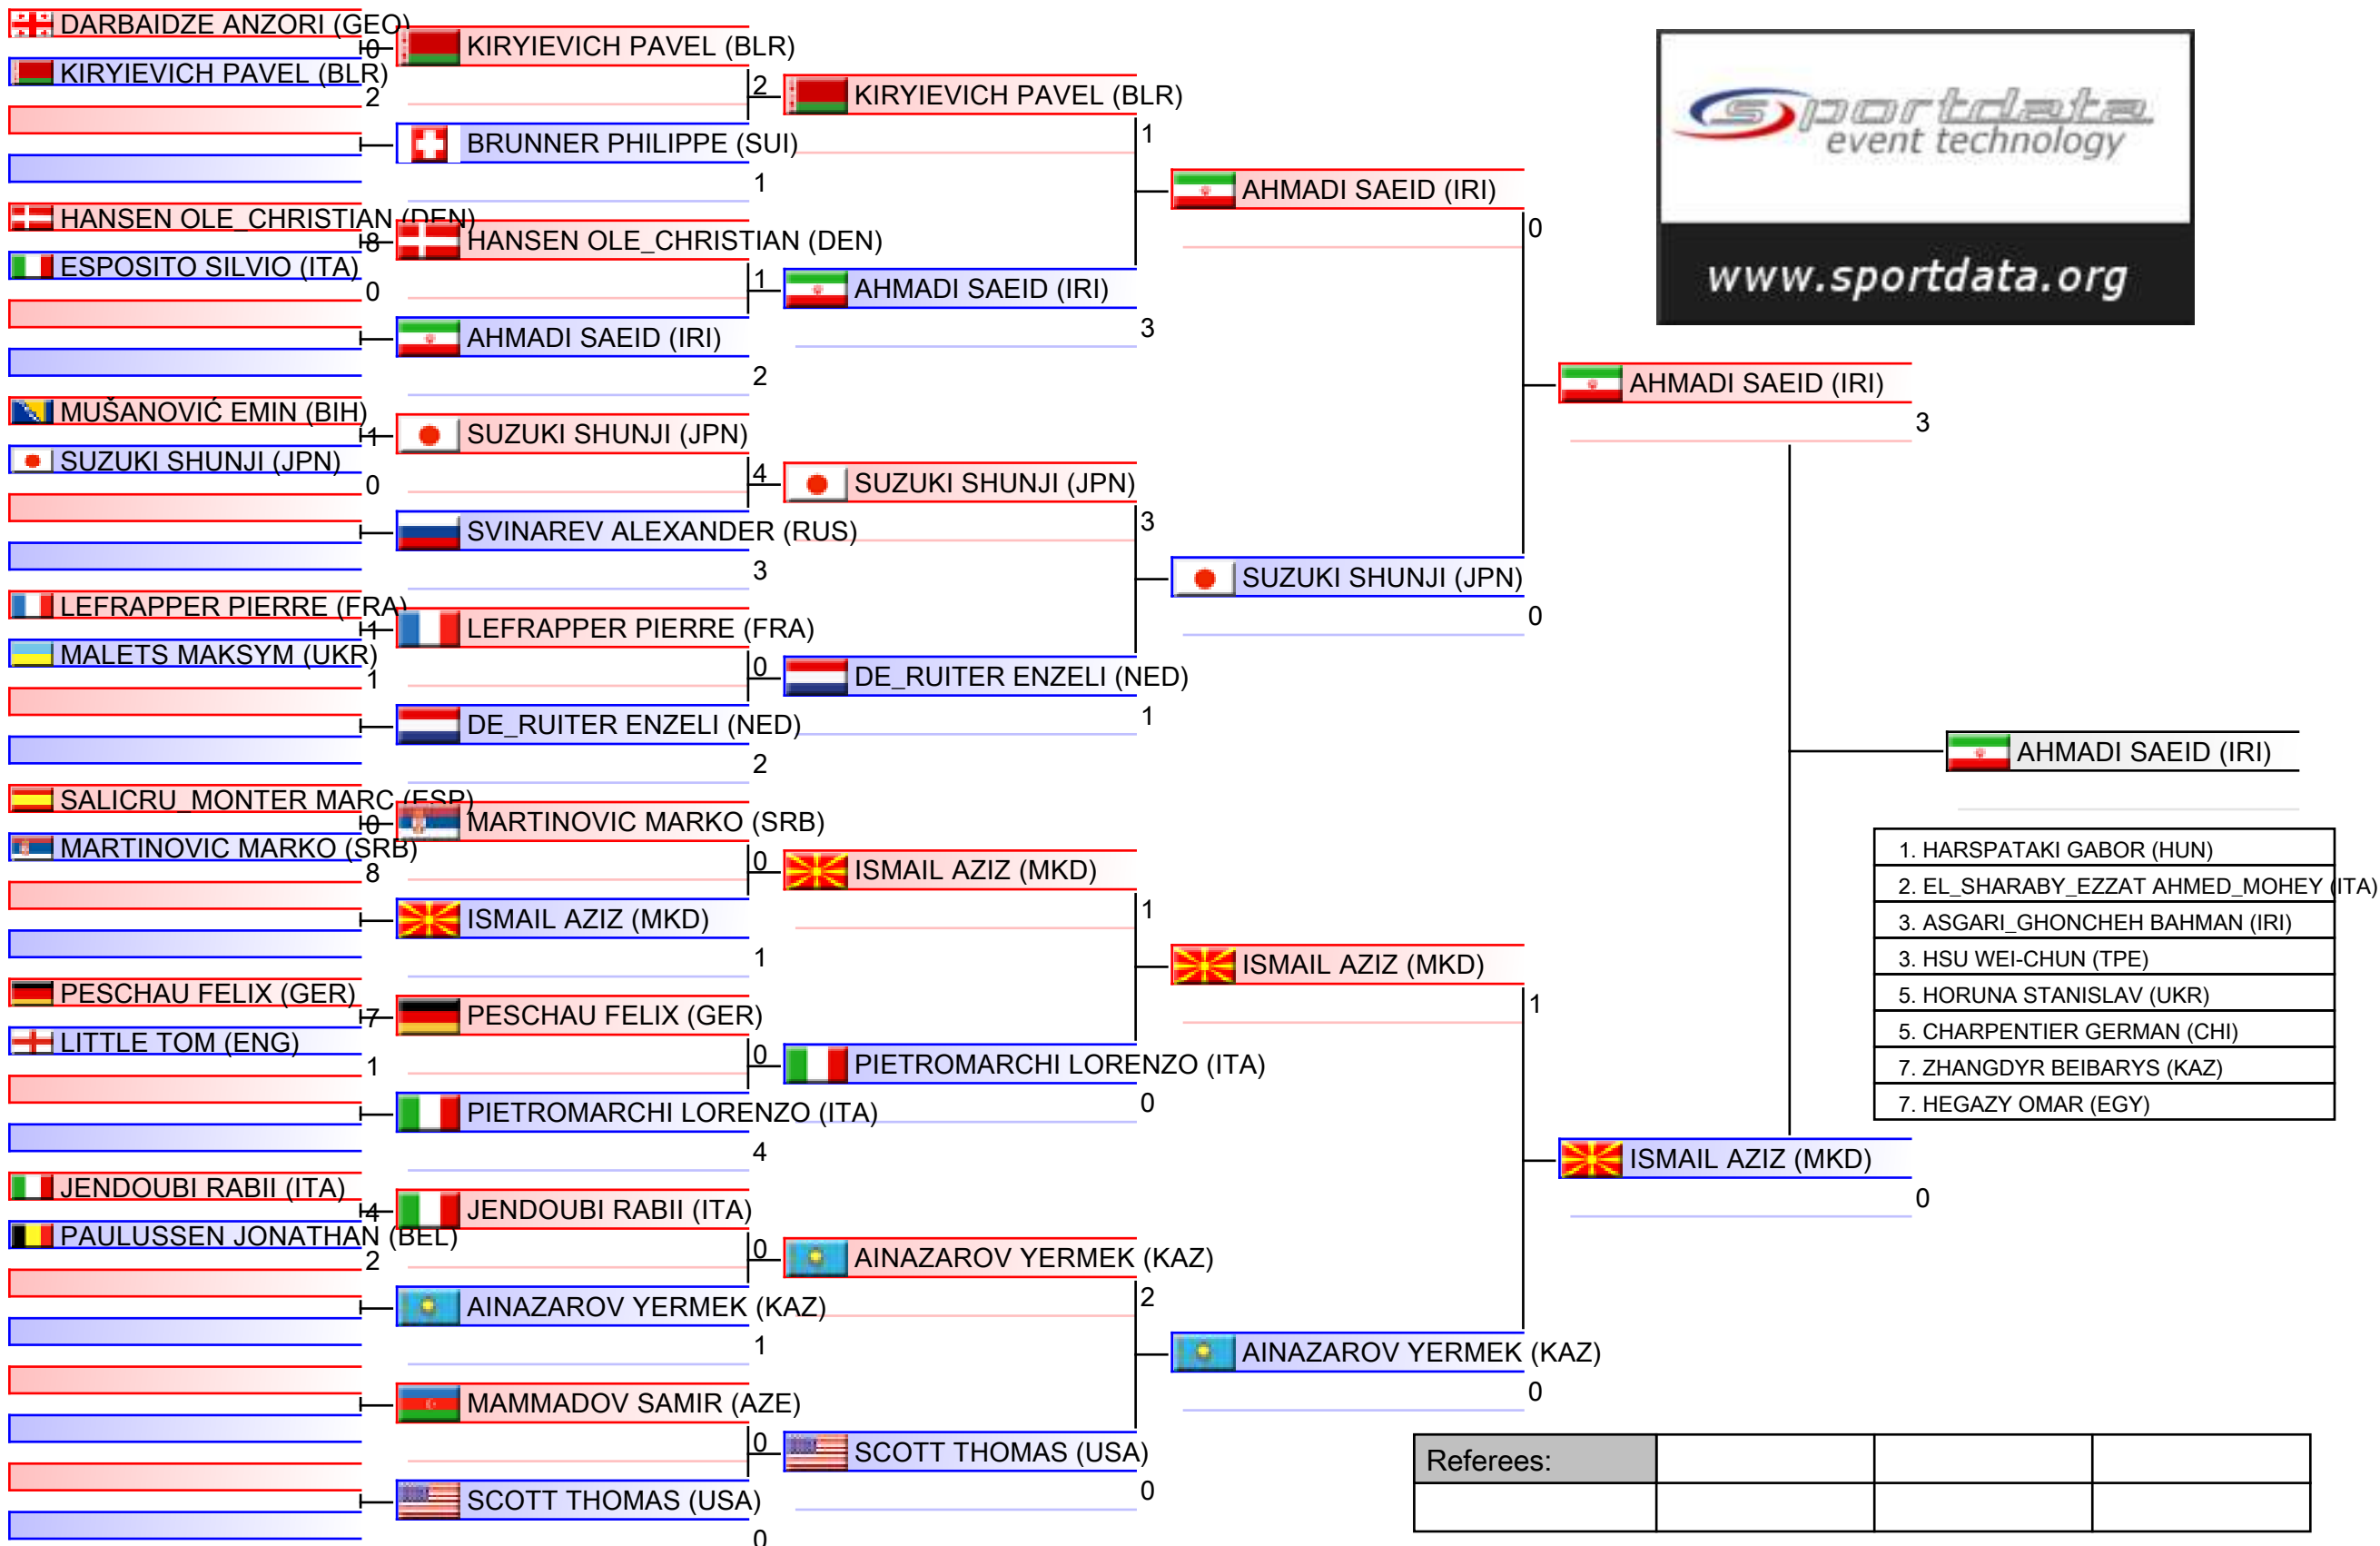 DARBAIDZE ANZORI (GEO)
0
KIRYIEVICH PAVEL (BLR)
2
HANSEN OLE_CHRISTIAN (DEN)
8
ESPOSITO SILVIO (ITA)
0
MUŠANOVIĆ EMIN (BIH)
1
SUZUKI SHUNJI (JPN)
0
LEFRAPPER PIERRE (FRA)
1
MALETS MAKSYM (UKR)
1
SALICRU_MONTER MARC (ESP)
0
MARTINOVIC MARKO (SRB)
8
PESCHAU FELIX (GER)
7
LITTLE TOM (ENG)
1
JENDOUBI RABII (ITA)
4
PAULUSSEN JONATHAN (BEL)
2
KIRYIEVICH PAVEL (BLR)
2
BRUNNER PHILIPPE (SUI)
1
HANSEN OLE_CHRISTIAN (DEN)
1
AHMADI SAEID (IRI)
2
SUZUKI SHUNJI (JPN)
4
SVINAREV ALEXANDER (RUS)
3
LEFRAPPER PIERRE (FRA)
0
DE_RUITER ENZELI (NED)
2
MARTINOVIC MARKO (SRB)
0
ISMAIL AZIZ (MKD)
1
PESCHAU FELIX (GER)
0
PIETROMARCHI LORENZO (ITA)
4
JENDOUBI RABII (ITA)
0
AINAZAROV YERMEK (KAZ)
1
MAMMADOV SAMIR (AZE)
0
SCOTT THOMAS (USA)
0
KIRYIEVICH PAVEL (BLR)
1
AHMADI SAEID (IRI)
3
SUZUKI SHUNJI (JPN)
3
DE_RUITER ENZELI (NED)
1
ISMAIL AZIZ (MKD)
1
PIETROMARCHI LORENZO (ITA)
0
AINAZAROV YERMEK (KAZ)
2
SCOTT THOMAS (USA)
0
AHMADI SAEID (IRI)
0
SUZUKI SHUNJI (JPN)
0
ISMAIL AZIZ (MKD)
1
AINAZAROV YERMEK (KAZ)
0
AHMADI SAEID (IRI)
3
ISMAIL AZIZ (MKD)
0
AHMADI SAEID (IRI)
sportdata
event technology
www.sportdata.org
1. HARSPATAKI GABOR (HUN)
2. EL_SHARABY_EZZAT AHMED_MOHEY (ITA)
3. ASGARI_GHONCHEH BAHMAN (IRI)
3. HSU WEI-CHUN (TPE)
5. HORUNA STANISLAV (UKR)
5. CHARPENTIER GERMAN (CHI)
7. ZHANGDYR BEIBARYS (KAZ)
7. HEGAZY OMAR (EGY)
Referees: